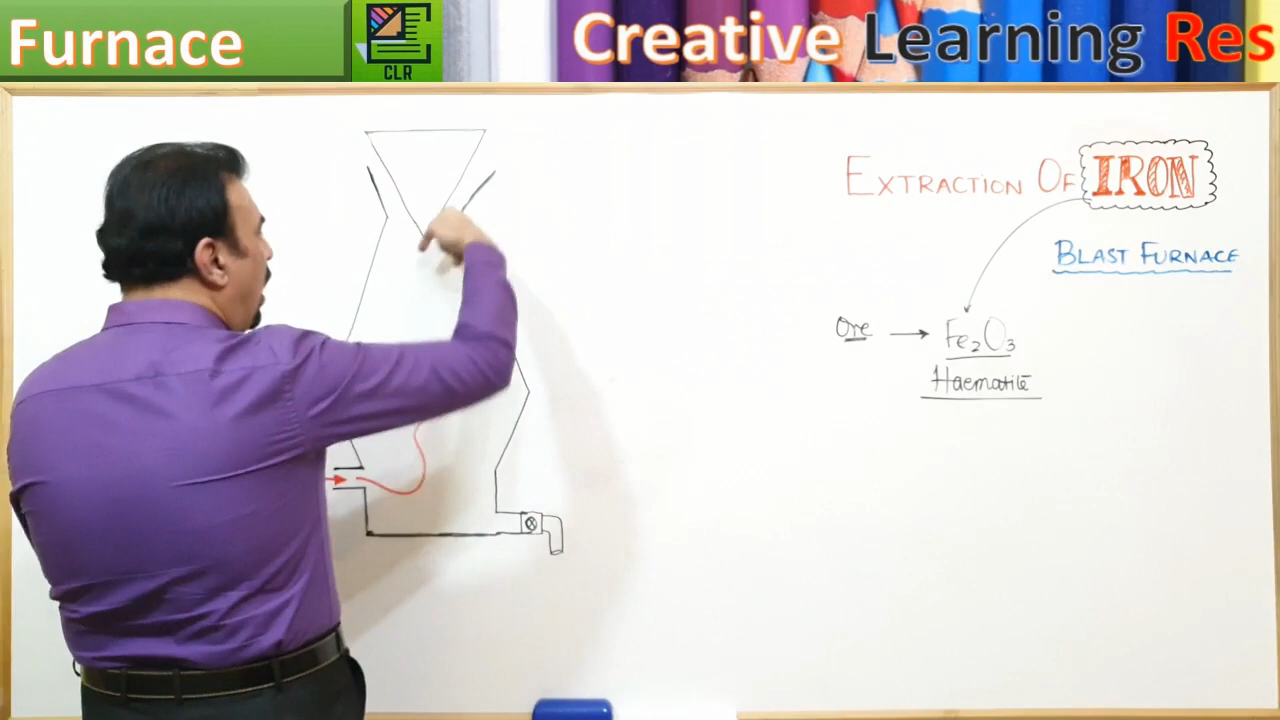 Furnace
CLR
Creative Learning Res
EXTRACTION OF IRON
BLAST FURNACE
Ore → Fe₂O₃
Haematite